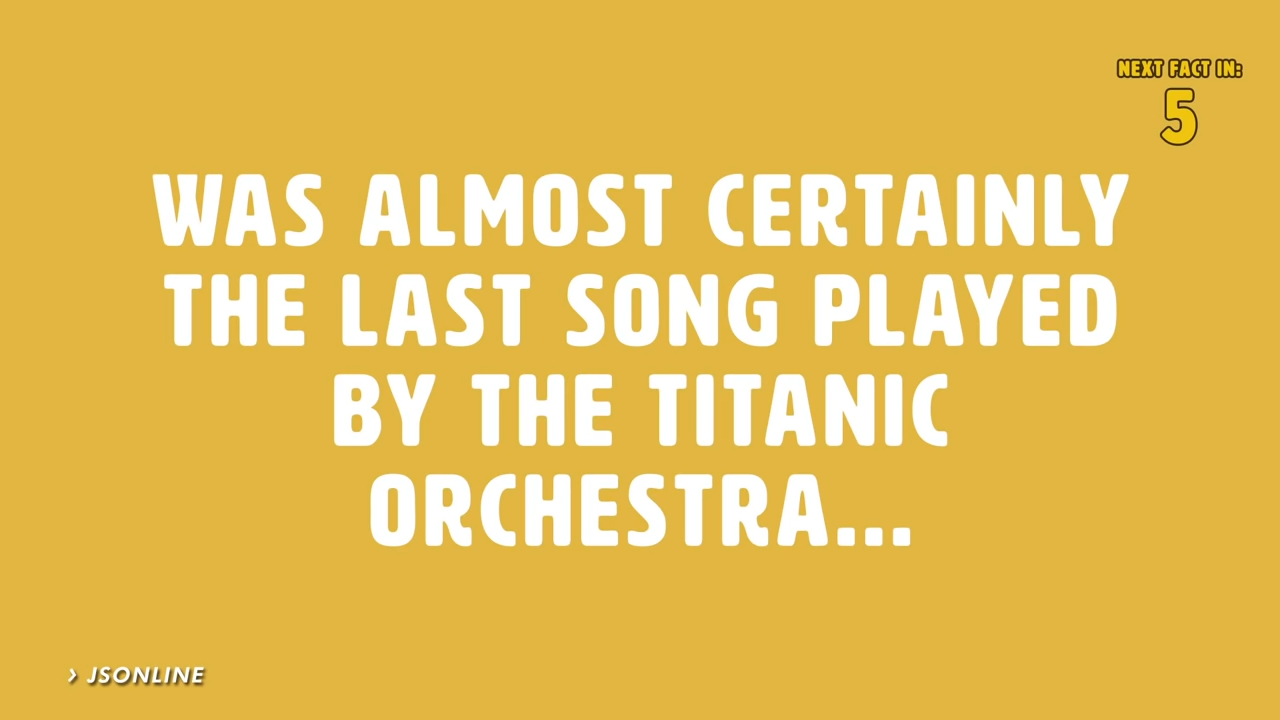 NEXT FACT IN:
5
WAS ALMOST CERTAINLY
THE LAST SONG PLAYED
BY THE TITANIC
ORCHESTRA...
› JSONLINE